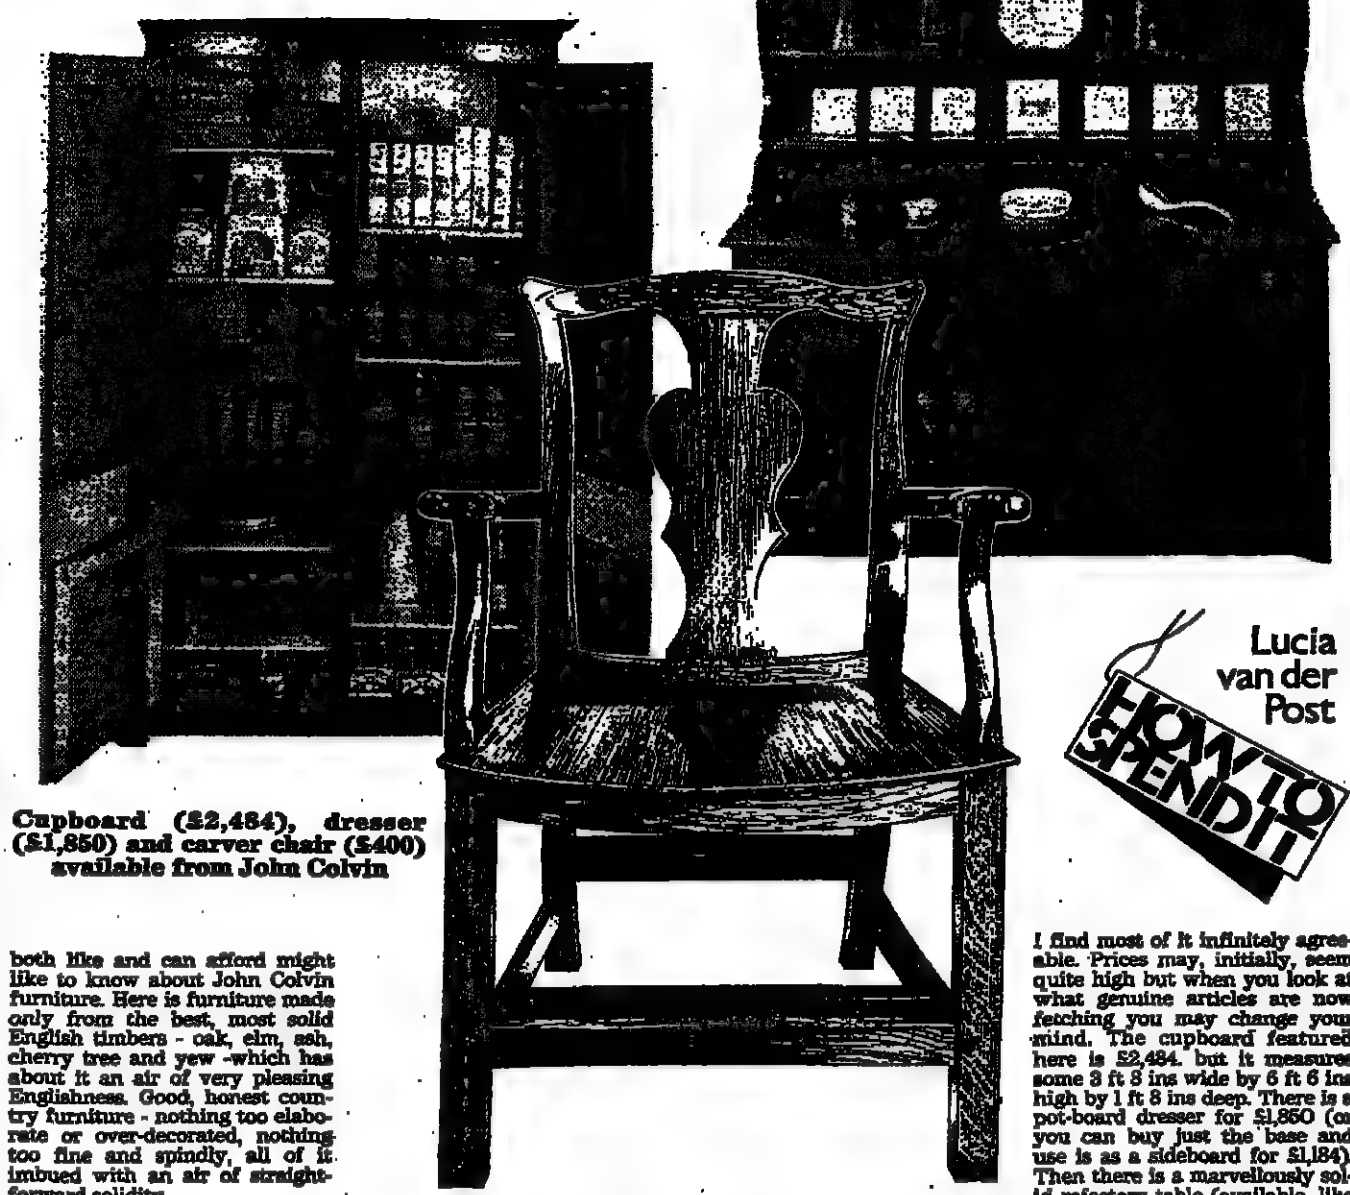 Lucia
van der
Post
HOW TO
SPEND IT
Cupboard (£2,484), dresser
(£1,850) and carver chair (£400)
available from John Colvin
both like and can afford might
like to know about John Colvin
furniture. Here is furniture made
only from the best, most solid
English timbers - oak, elm, ash,
cherry tree and yew -which has
about it an air of very pleasing
Englishness. Good, honest coun-
try furniture - nothing too elabo-
rate or over-decorated, nothing
too fine and spindly, all of it
imbued with an air of straight-
forward solidity.
I find most of it infinitely agree-
able. Prices may, initially, seem
quite high but when you look at
what genuine articles are now
fetching you may change your
mind. The cupboard featured
here is £2,484. but it measures
some 3 ft 3 ins wide by 6 ft 6 ins
high by 1 ft 8 ins deep. There is a
pot-board dresser for £1,850 (or
you can buy just the base and
use is as a sideboard for £1,184).
Then there is a marvellously sol-
id refectory table (available, like